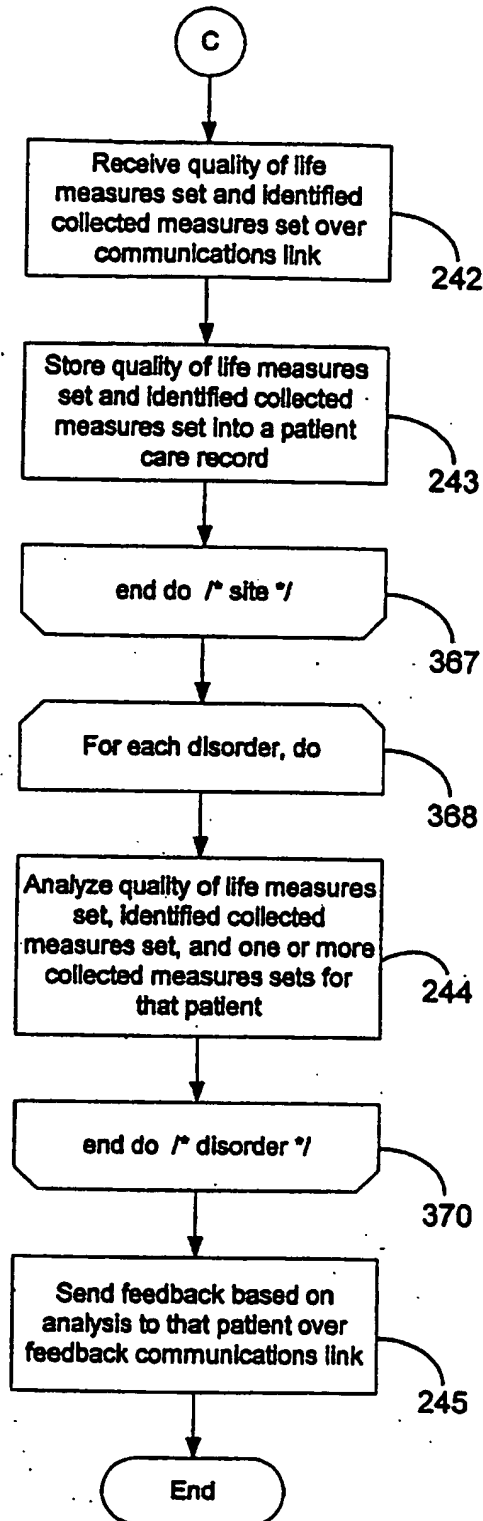 C
Receive quality of life
measures set and identified
collected measures set over
communications link
242
Store quality of life measures
set and identified collected
measures set into a patient
care record
243
end do /* site */
367
For each disorder, do
368
Analyze quality of life measures
set, identified collected
measures set, and one or more
collected measures sets for
that patient
244
end do /* disorder */
370
Send feedback based on
analysis to that patient over
feedback communications link
245
End